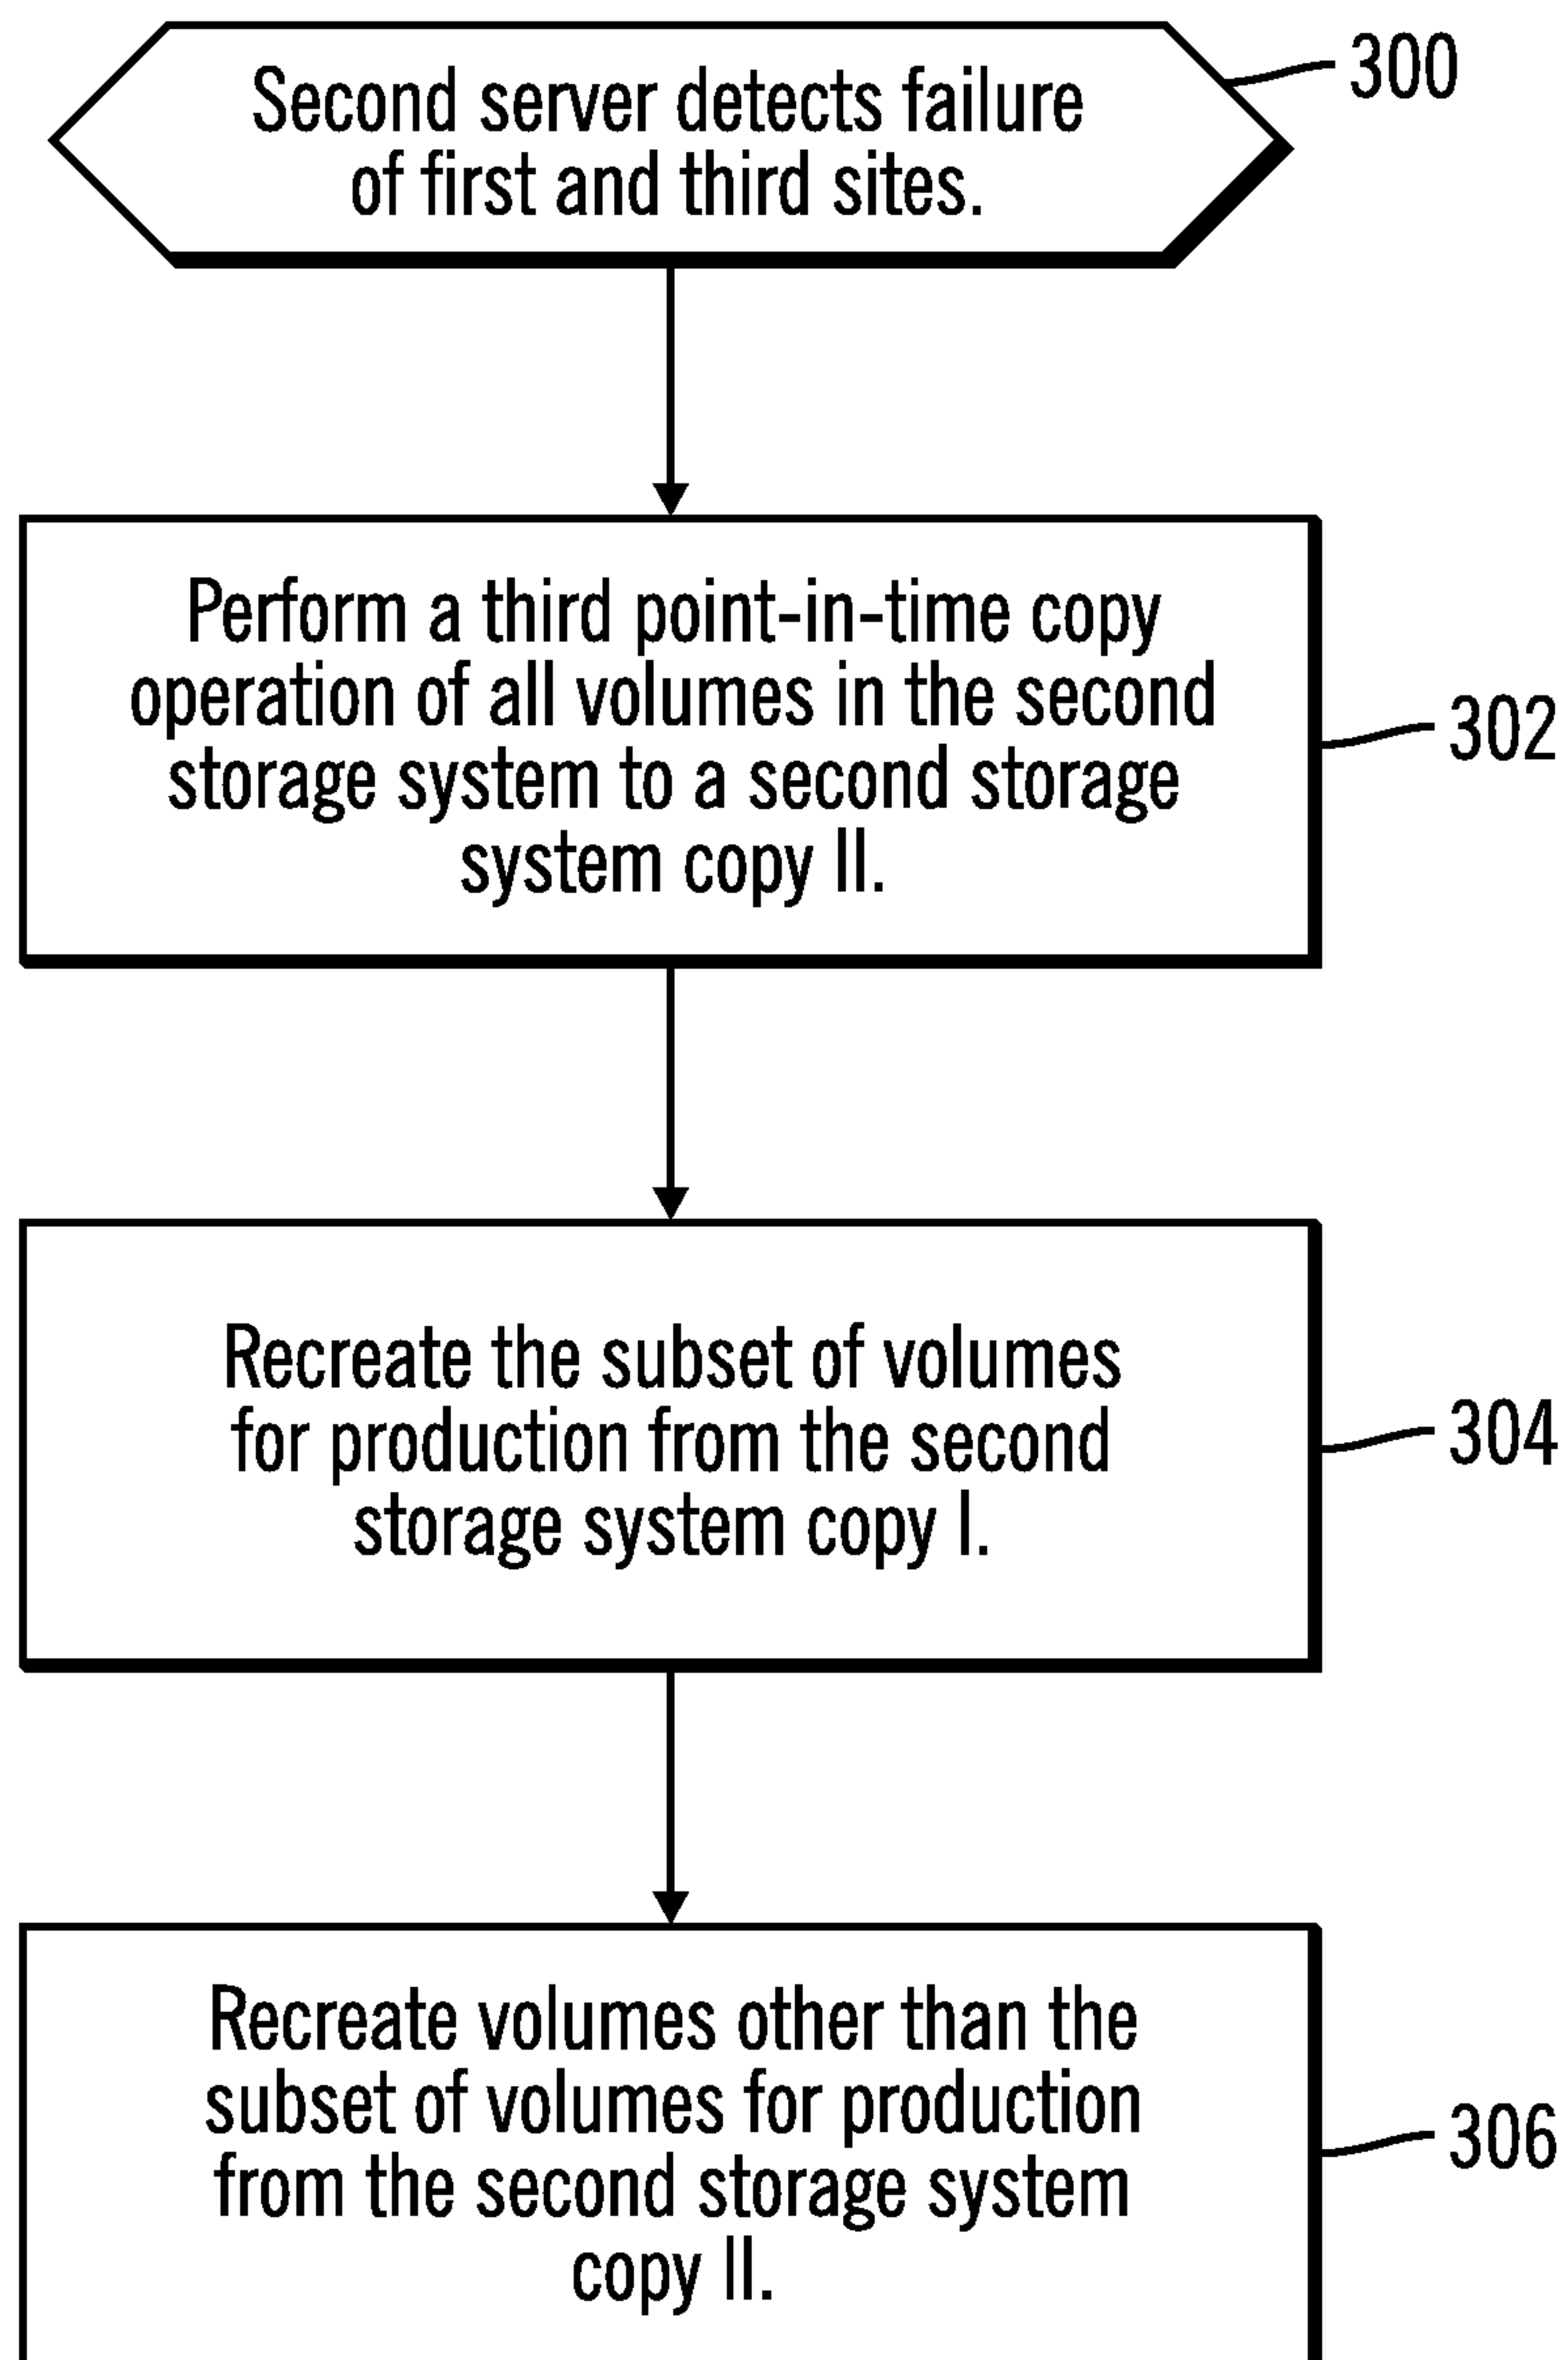 Second server detects failure
of first and third sites.
300
Perform a third point-in-time copy
operation of all volumes in the second
storage system to a second storage
system copy II.
302
Recreate the subset of volumes
for production from the second
storage system copy I.
304
Recreate volumes other than the
subset of volumes for production
from the second storage system
copy II.
306